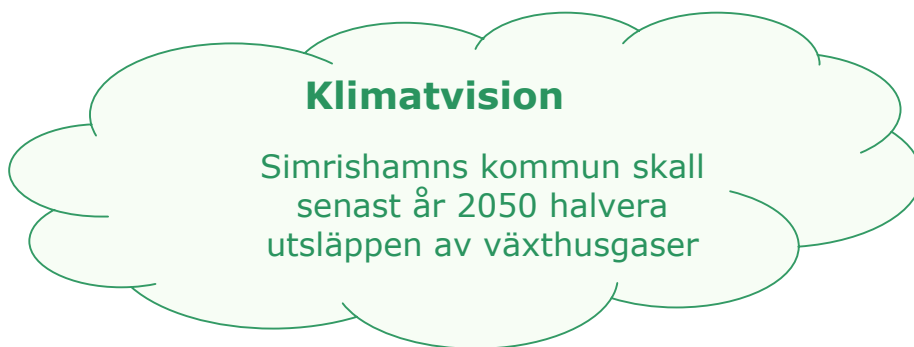 Klimatvision
Simrishamns kommun skall
senast år 2050 halvera
utsläppen av växthusgaser